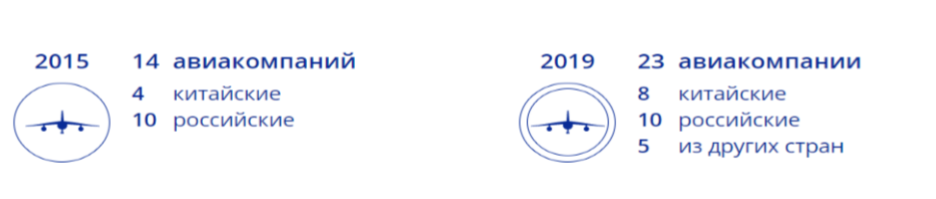 2015 14 авиакомпаний
4 китайские
10 российские
2019 23 авиакомпании
8 китайские
10 российские
5 из других стран